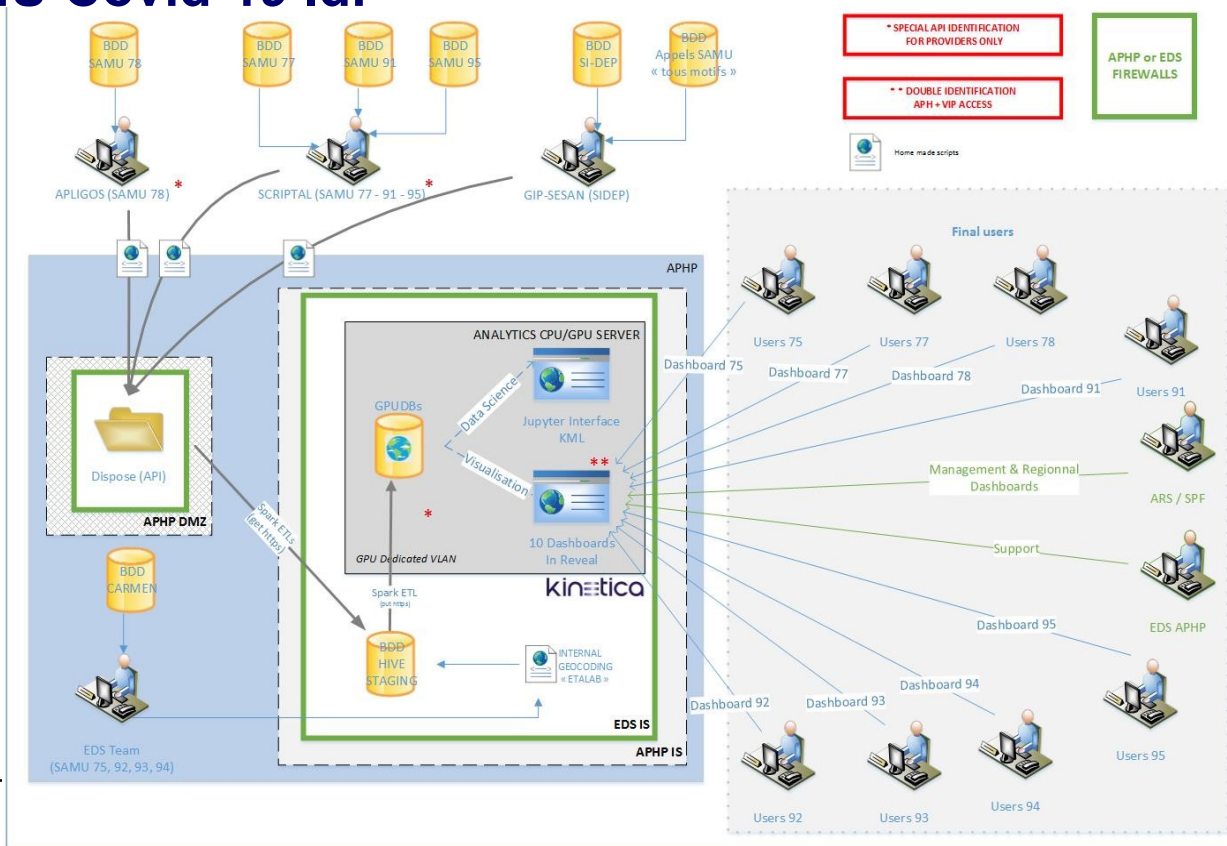 Covid-19 Idf
BDD
SAMU 78
BDD
SAMU 77
BDD
SAMU 91
BDD
SAMU 95
BDD
SI-DEP
BDD
Appels SAMU
« tous motifs »
* SPECIAL API IDENTIFICATION
FOR PROVIDERS ONLY
* * DOUBLE IDENTIFICATION
APH + VIP ACCESS
APHP or EDS
FIREWALLS
Home made scripts
APLIGOS (SAMU 78) *
SCRIPTAL (SAMU 77 - 91 - 95) *
GIP-SESAN (SIDEP)
APHP
Final users
Users 75
Users 77
Users 78
Users 91
Dashboard 75
Dashboard 77
Dashboard 78
Dashboard 91
ANALYTICS CPU/GPU SERVER
GPUDBs
Data Science
Jupyter Interface
KML
Visualisation
**
*
10 Dashboards
In Reveal
GPU Dedicated VLAN
kinetica
Dispose (API)
APHP DMZ
Spark ETLs
(get https)
Spark ETL
(put https)
BDD
HIVE
STAGING
INTERNAL
GEOCODING
« ETALAB »
EDS IS
APHP IS
BDD
CARMEN
EDS Team
(SAMU 75, 92, 93, 94)
Management & Regionnal
Dashboards
ARS / SPF
Support
EDS APHP
Dashboard 95
Dashboard 94
Dashboard 93
Dashboard 92
Users 95
Users 94
Users 93
Users 92